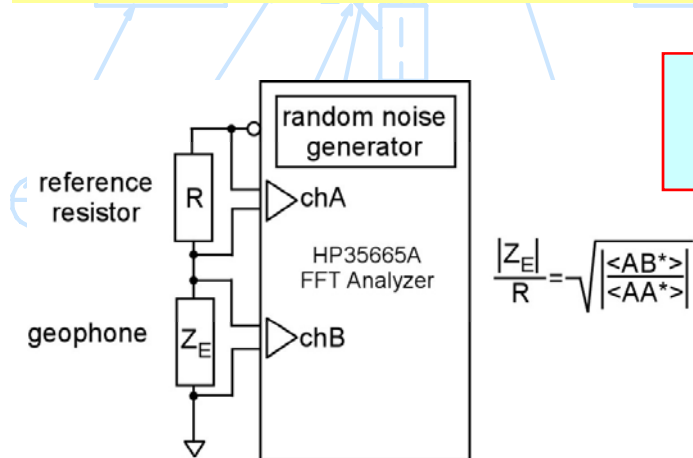 random noise
generator
reference
resistor
R
chA
HP35665A
FFT Analyzer
|Z_E|/R = √|<AB*>/<AA*>|
geophone
Z_E
chB